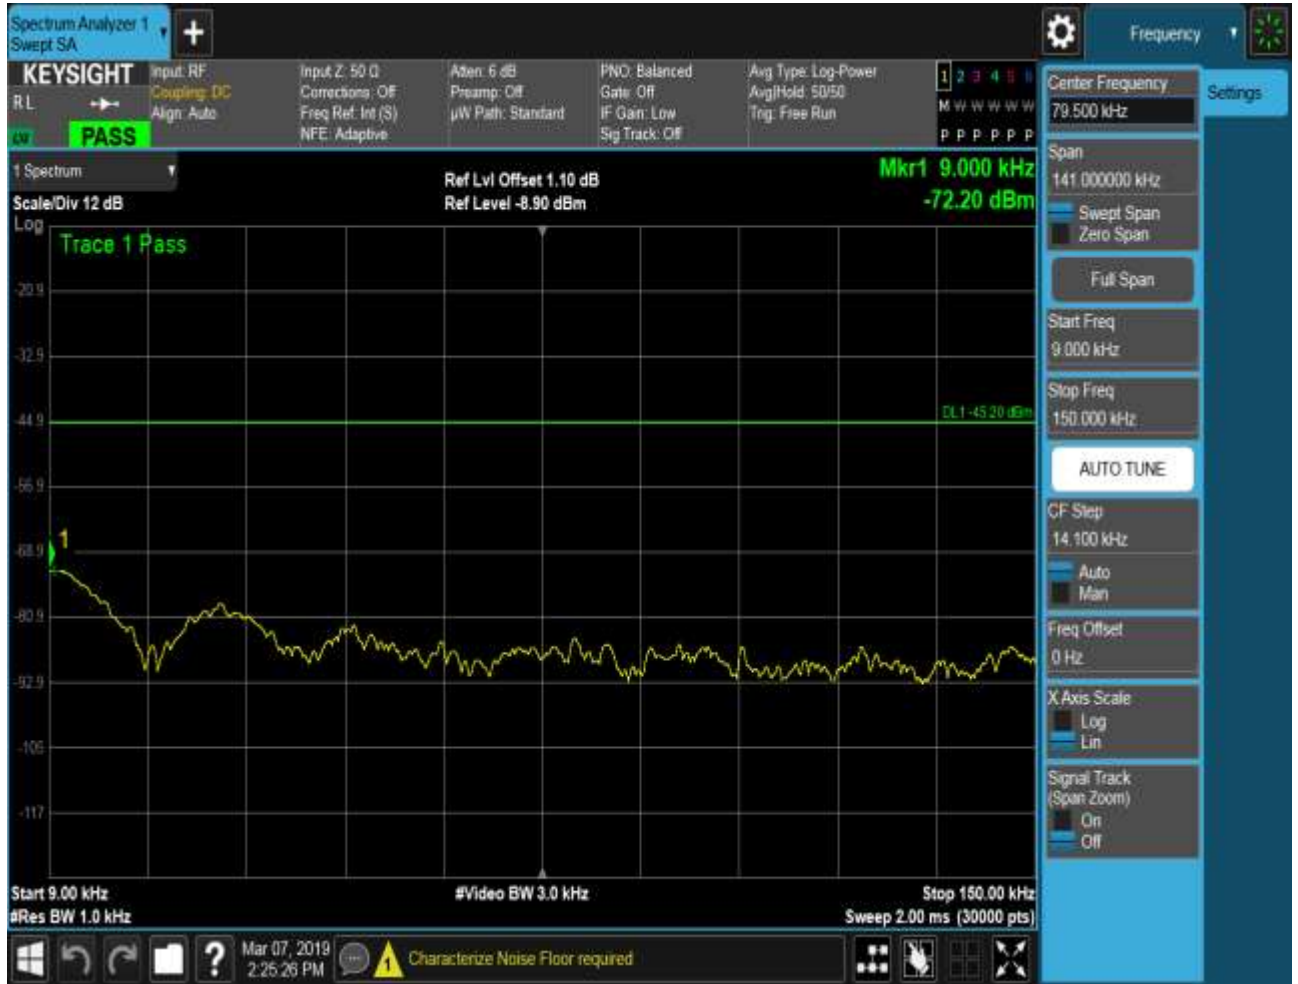 Spectrum Analyzer 1
Swept SA
Frequency
KEYSIGHT
R L
PASS
Input: RF
Coupling: DC
Align: Auto
Input Z: 50 Ω
Corrections: Off
Freq Ref: Int (S)
NFE: Adaptive
Atten: 6 dB
Preamp: Off
µW Path: Standard
PNO: Balanced
Gate: Off
IF Gain: Low
Sig Track: Off
Avg Type: Log-Power
Avg|Hold: 50/50
Trig: Free Run
1 2 3 4 5 6
M W W W W W
P P P P P P
1 Spectrum
Scale/Div 12 dB
Ref Lvl Offset 1.10 dB
Ref Level -8.90 dBm
Mkr1 9.000 kHz
-72.20 dBm
Log
Trace 1 Pass
-20.9
-32.9
-44.9
DL1 -45.20 dBm
-56.9
1
-68.9
-80.9
-92.9
-105
-117
Start 9.00 kHz
#Video BW 3.0 kHz
Stop 150.00 kHz
#Res BW 1.0 kHz
Sweep 2.00 ms (30000 pts)
Mar 07, 2019
2:25:26 PM
?
1
Characterize Noise Floor required
Center Frequency
79.500 kHz
Settings
Span
141.000000 kHz
Swept Span
Zero Span
Full Span
Start Freq
9.000 kHz
Stop Freq
150.000 kHz
AUTO TUNE
CF Step
14.100 kHz
Auto
Man
Freq Offset
0 Hz
X Axis Scale
Log
Lin
Signal Track
(Span Zoom)
On
Off